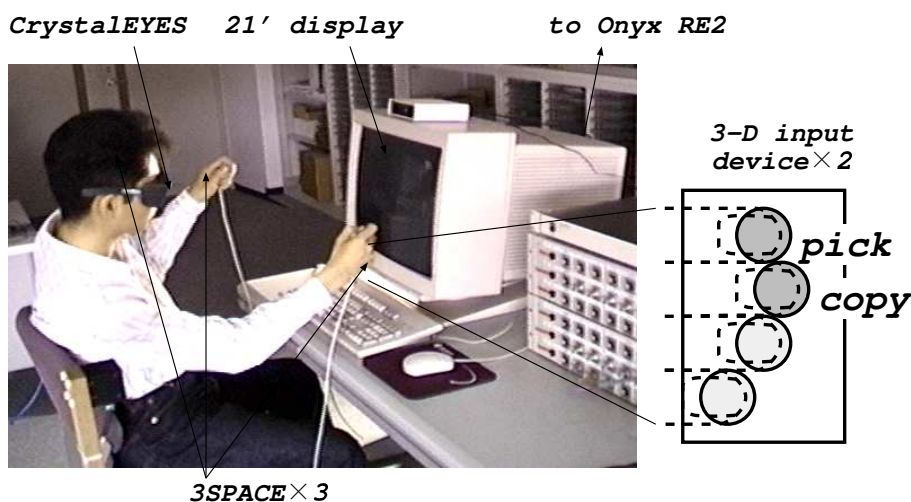 CrystalEYES 21' display to Onyx RE2
3-D input
device×2
pick
copy
3SPACE×3